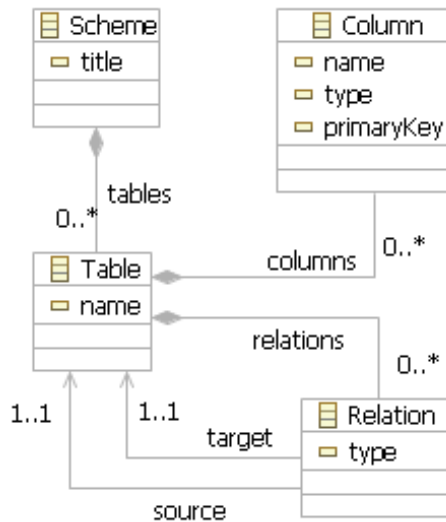 Scheme
title
Column
name
type
primaryKey
tables
0..*
Table
name
columns
0..*
relations
0..*
1..1
1..1
target
source
Relation
type